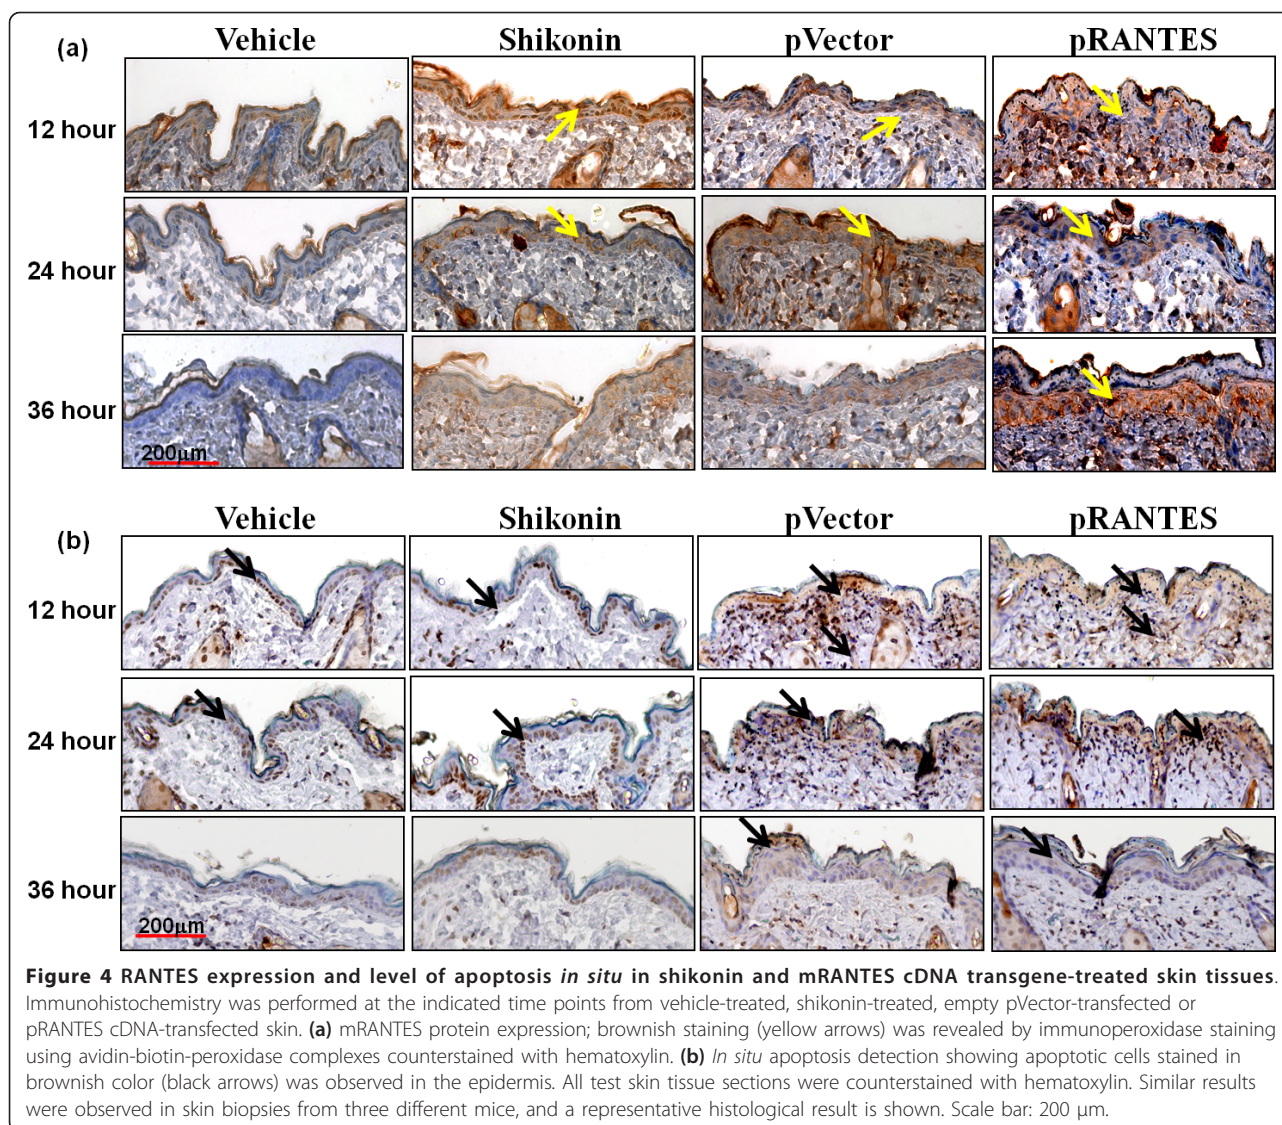 (a)
Vehicle Shikonin pVector pRANTES
12 hour
24 hour
36 hour
200µm
(b)
Vehicle Shikonin pVector pRANTES
12 hour
24 hour
36 hour
200µm
Figure 4 RANTES expression and level of apoptosis in situ in shikonin and mRANTES cDNA transgene-treated skin tissues.
Immunohistochemistry was performed at the indicated time points from vehicle-treated, shikonin-treated, empty pVector-transfected or
pRANTES cDNA-transfected skin. (a) mRANTES protein expression; brownish staining (yellow arrows) was revealed by immunoperoxidase staining
using avidin-biotin-peroxidase complexes counterstained with hematoxylin. (b) In situ apoptosis detection showing apoptotic cells stained in
brownish color (black arrows) was observed in the epidermis. All test skin tissue sections were counterstained with hematoxylin. Similar results
were observed in skin biopsies from three different mice, and a representative histological result is shown. Scale bar: 200 µm.